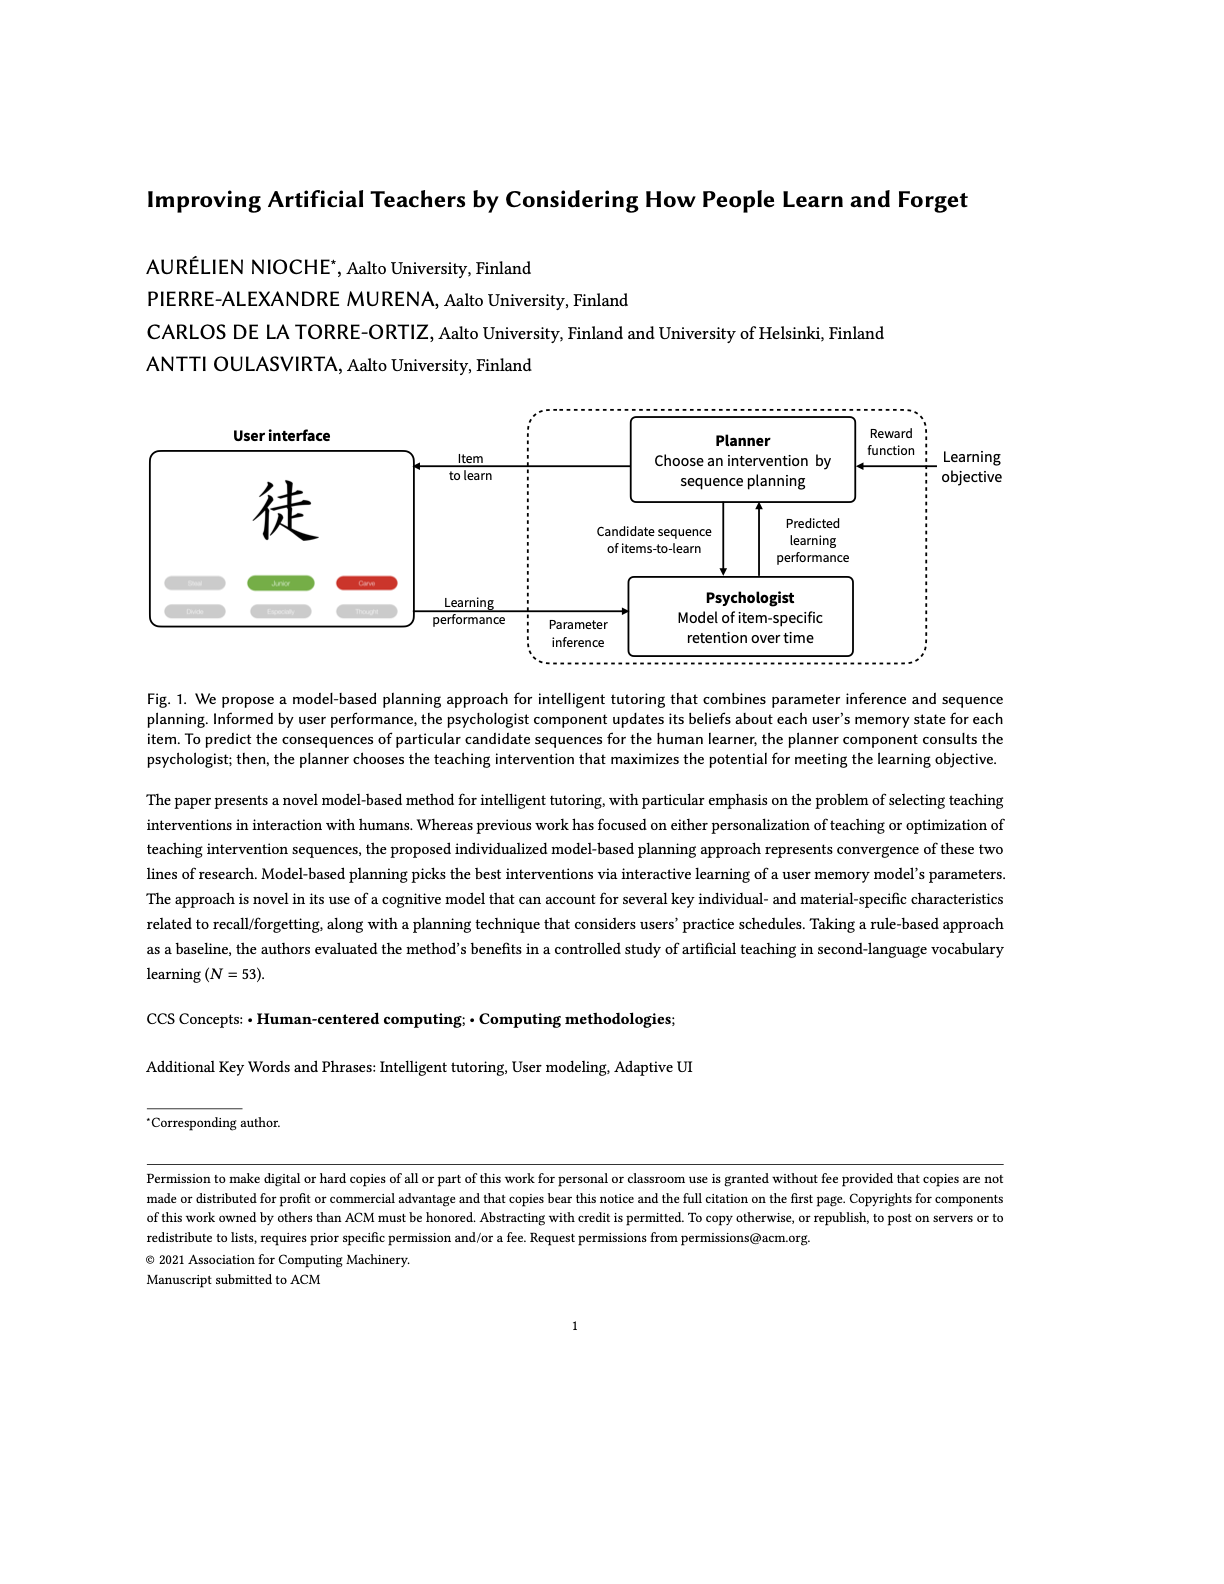 Improving Artificial Teachers by Considering How People Learn and Forget
AURÉLIEN NIOCHE*, Aalto University, Finland
PIERRE-ALEXANDRE MURENA, Aalto University, Finland
CARLOS DE LA TORRE-ORTIZ, Aalto University, Finland and University of Helsinki, Finland
ANTTI OULASVIRTA, Aalto University, Finland
User interface
徒
Junior
Carve
Divide
Especially
Thought
Item
to learn
Learning
performance
Planner
Choose an intervention by
sequence planning
Reward
function
Learning
objective
Candidate sequence
of items-to-learn
Predicted
learning
performance
Parameter
inference
Psychologist
Model of item-specific
retention over time
Fig. 1. We propose a model-based planning approach for intelligent tutoring that combines parameter inference and sequence
planning. Informed by user performance, the psychologist component updates its beliefs about each user's memory state for each
item. To predict the consequences of particular candidate sequences for the human learner, the planner component consults the
psychologist; then, the planner chooses the teaching intervention that maximizes the potential for meeting the learning objective.
The paper presents a novel model-based method for intelligent tutoring, with particular emphasis on the problem of selecting teaching
interventions in interaction with humans. Whereas previous work has focused on either personalization of teaching or optimization of
teaching intervention sequences, the proposed individualized model-based planning approach represents convergence of these two
lines of research. Model-based planning picks the best interventions via interactive learning of a user memory model's parameters.
The approach is novel in its use of a cognitive model that can account for several key individual- and material-specific characteristics
related to recall/forgetting, along with a planning technique that considers users' practice schedules. Taking a rule-based approach
as a baseline, the authors evaluated the method's benefits in a controlled study of artificial teaching in second-language vocabulary
learning (N = 53).
CCS Concepts: • Human-centered computing; • Computing methodologies;
Additional Key Words and Phrases: Intelligent tutoring, User modeling, Adaptive UI
*Corresponding author.
Permission to make digital or hard copies of all or part of this work for personal or classroom use is granted without fee provided that copies are not
made or distributed for profit or commercial advantage and that copies bear this notice and the full citation on the first page. Copyrights for components
of this work owned by others than ACM must be honored. Abstracting with credit is permitted. To copy otherwise, or republish, to post on servers or to
redistribute to lists, requires prior specific permission and/or a fee. Request permissions from permissions@acm.org.
© 2021 Association for Computing Machinery.
Manuscript submitted to ACM
1